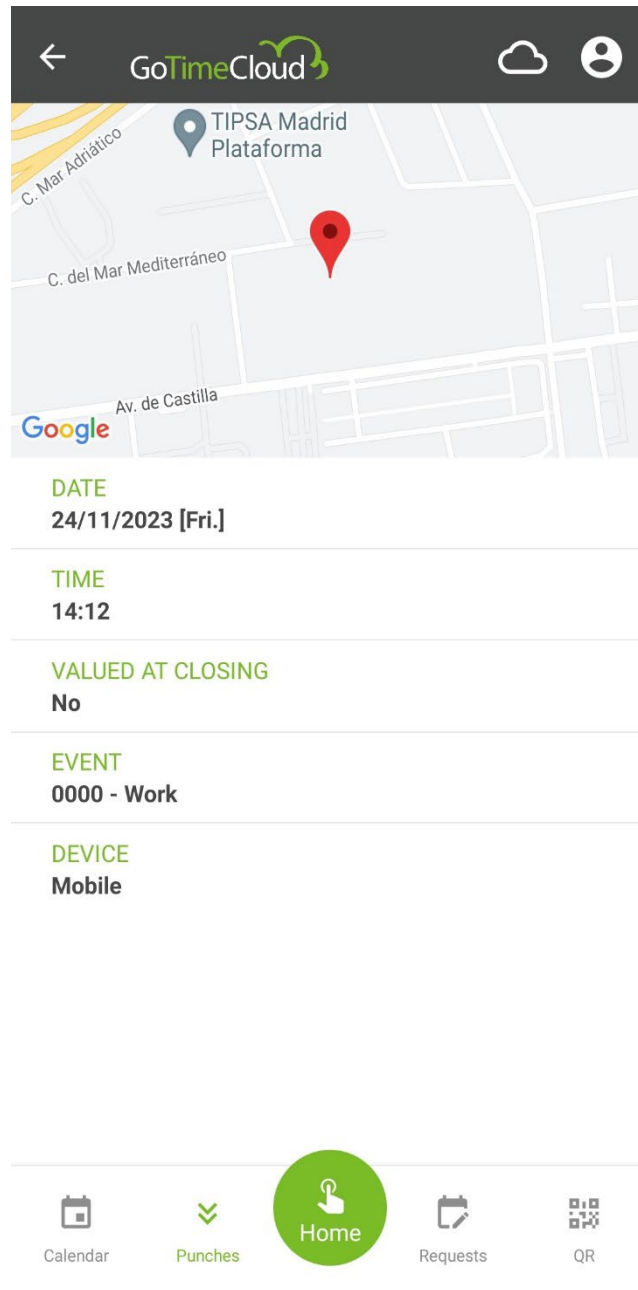 GoTimeCloud
TIPSA Madrid
Plataforma
C. Mar Adriático
C. del Mar Mediterráneo
Av. de Castilla
Google
DATE
24/11/2023 [Fri.]
TIME
14:12
VALUED AT CLOSING
No
EVENT
0000 - Work
DEVICE
Mobile
Home
Calendar
Punches
Requests
QR